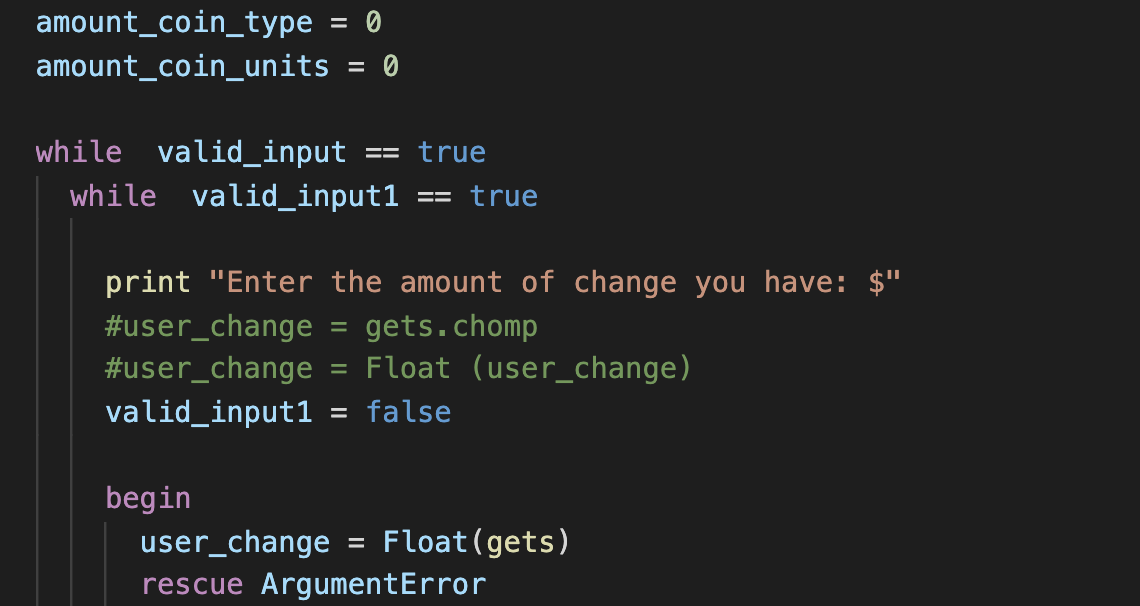 amount_coin_type = 0
amount_coin_units = 0
while  valid_input == true
while  valid_input1 == true
print "Enter the amount of change you have: $"
#user_change = gets.chomp
#user_change = Float (user_change)
valid_input1 = false
begin
user_change = Float(gets)
rescue ArgumentError